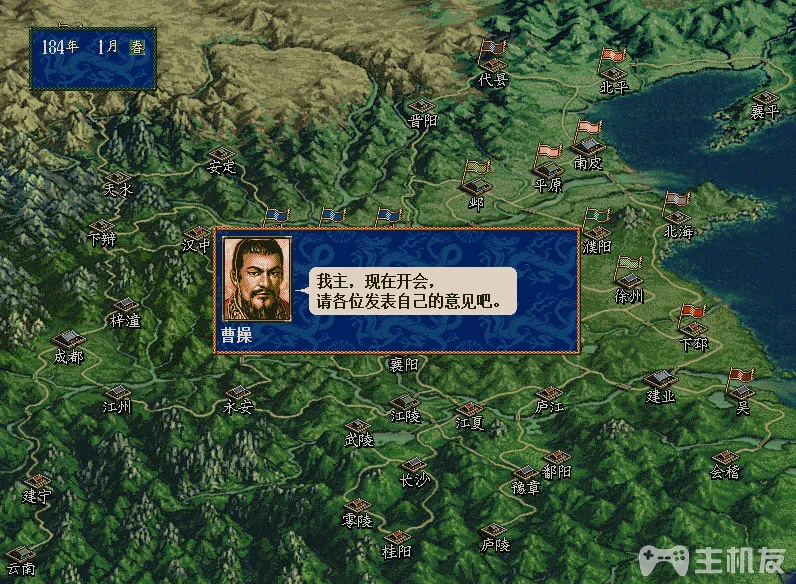 184年 1月 春
代县
北平
襄平
晋阳
南皮
安定
平原
天水
邺
北海
下辨
汉中
濮阳
我主，现在开会，
请各位发表自己的意见吧。
曹操
徐州
梓潼
下邳
成都
襄阳
江州
永安
江陵
江夏
庐江
建业
吴
武陵
长沙
豫章
鄱阳
会稽
建宁
零陵
桂阳
庐陵
云南
主机友